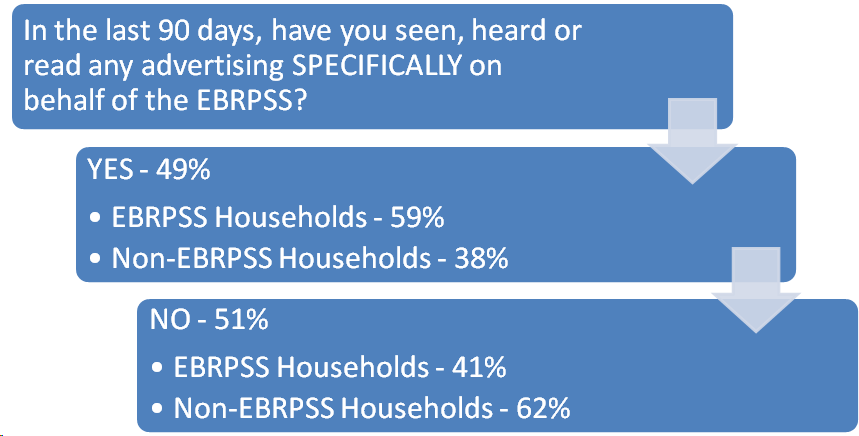 In the last 90 days, have you seen, heard or
read any advertising SPECIFICALLY on
behalf of the EBRPSS?
YES - 49%
• EBRPSS Households - 59%
• Non-EBRPSS Households - 38%
NO - 51%
• EBRPSS Households - 41%
• Non-EBRPSS Households - 62%